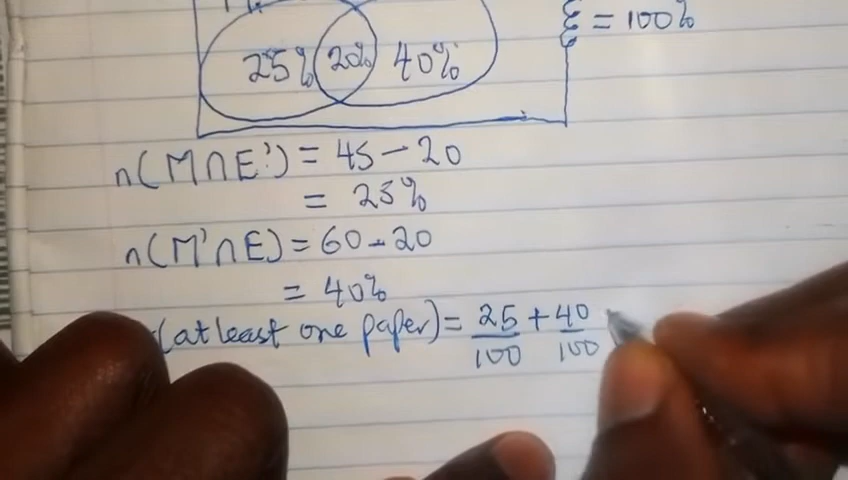 ξ = 100%
25% 20% 40%
n(M∩E') = 45 - 20
= 25%
n(M'∩E) = 60 - 20
= 40%
(at least one paper) = 25/100 + 40/100